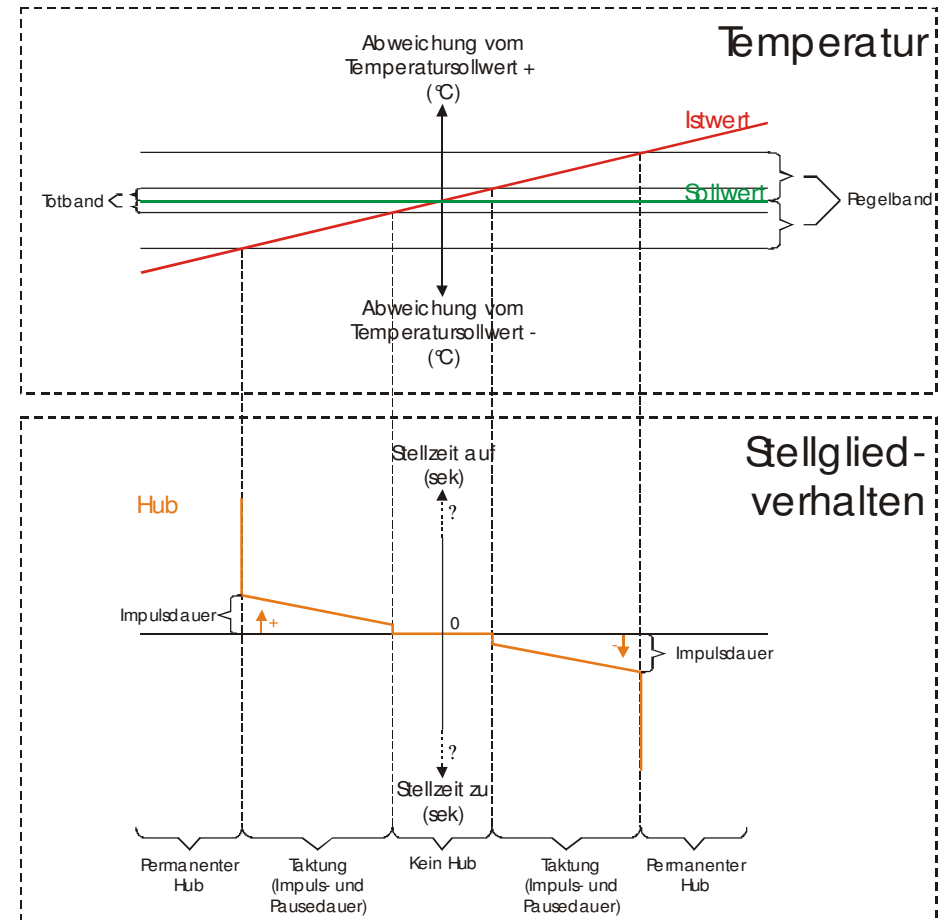 Temperatur
Abweichung vom
Temperatursollwert +
(°C)
Istwert
Totband
Sollwert
Regelband
Abweichung vom
Temperatursollwert -
(°C)
Stellglied-
verhalten
Stellzeit auf
(sek)
Hub
?
Impulsdauer
+
0
-
Impulsdauer
?
Stellzeit zu
(sek)
Permanenter
Hub
Taktung
(Impuls- und
Pausedauer)
Kein Hub
Taktung
(Impuls- und
Pausedauer)
Permanenter
Hub